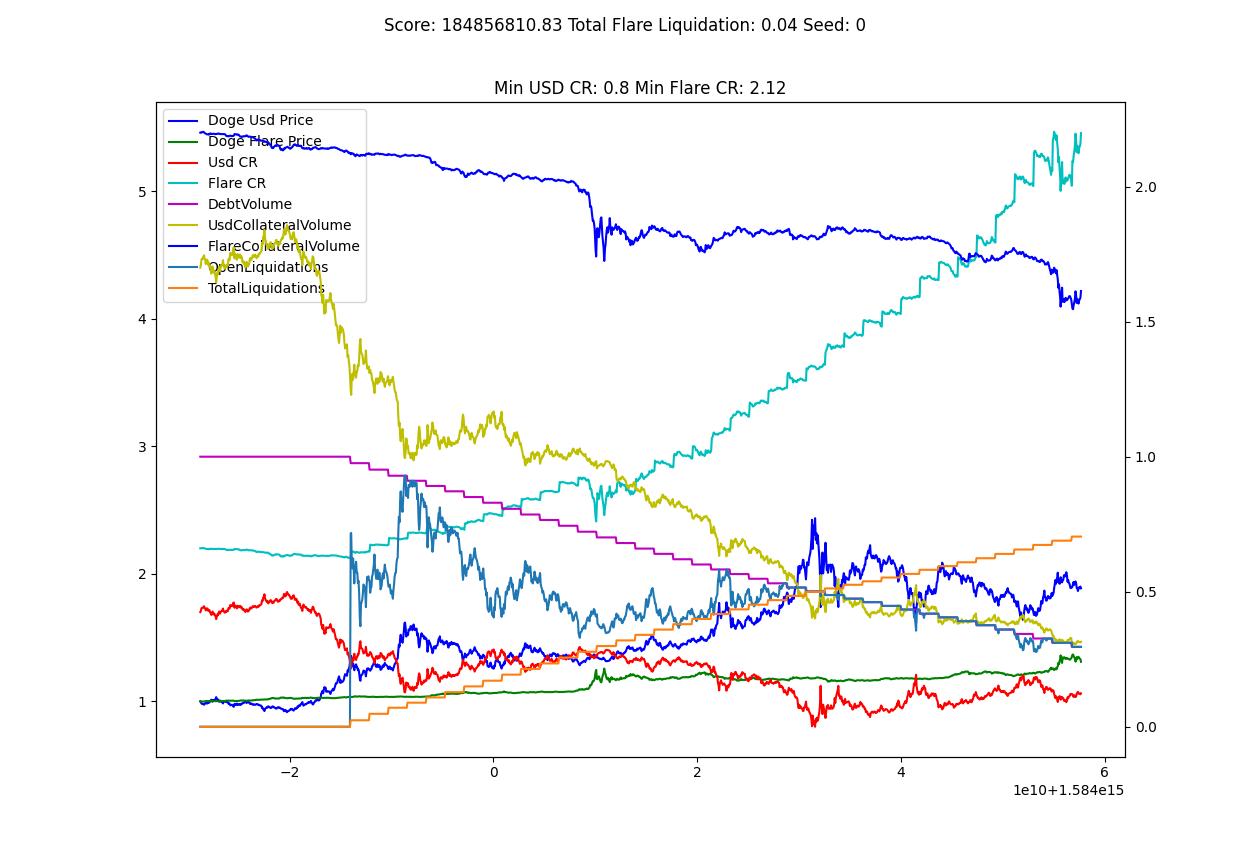 Score: 184856810.83 Total Flare Liquidation: 0.04 Seed: 0
Min USD CR: 0.8 Min Flare CR: 2.12
Doge Usd Price
Doge Flare Price
Usd CR
Flare CR
DebtVolume
UsdCollateralVolume
FlareCollateralVolume
OpenLiquidations
TotalLiquidations
5
4
3
2
1
2.0
1.5
1.0
0.5
0.0
−2
0
2
4
6
1e10+1.584e15